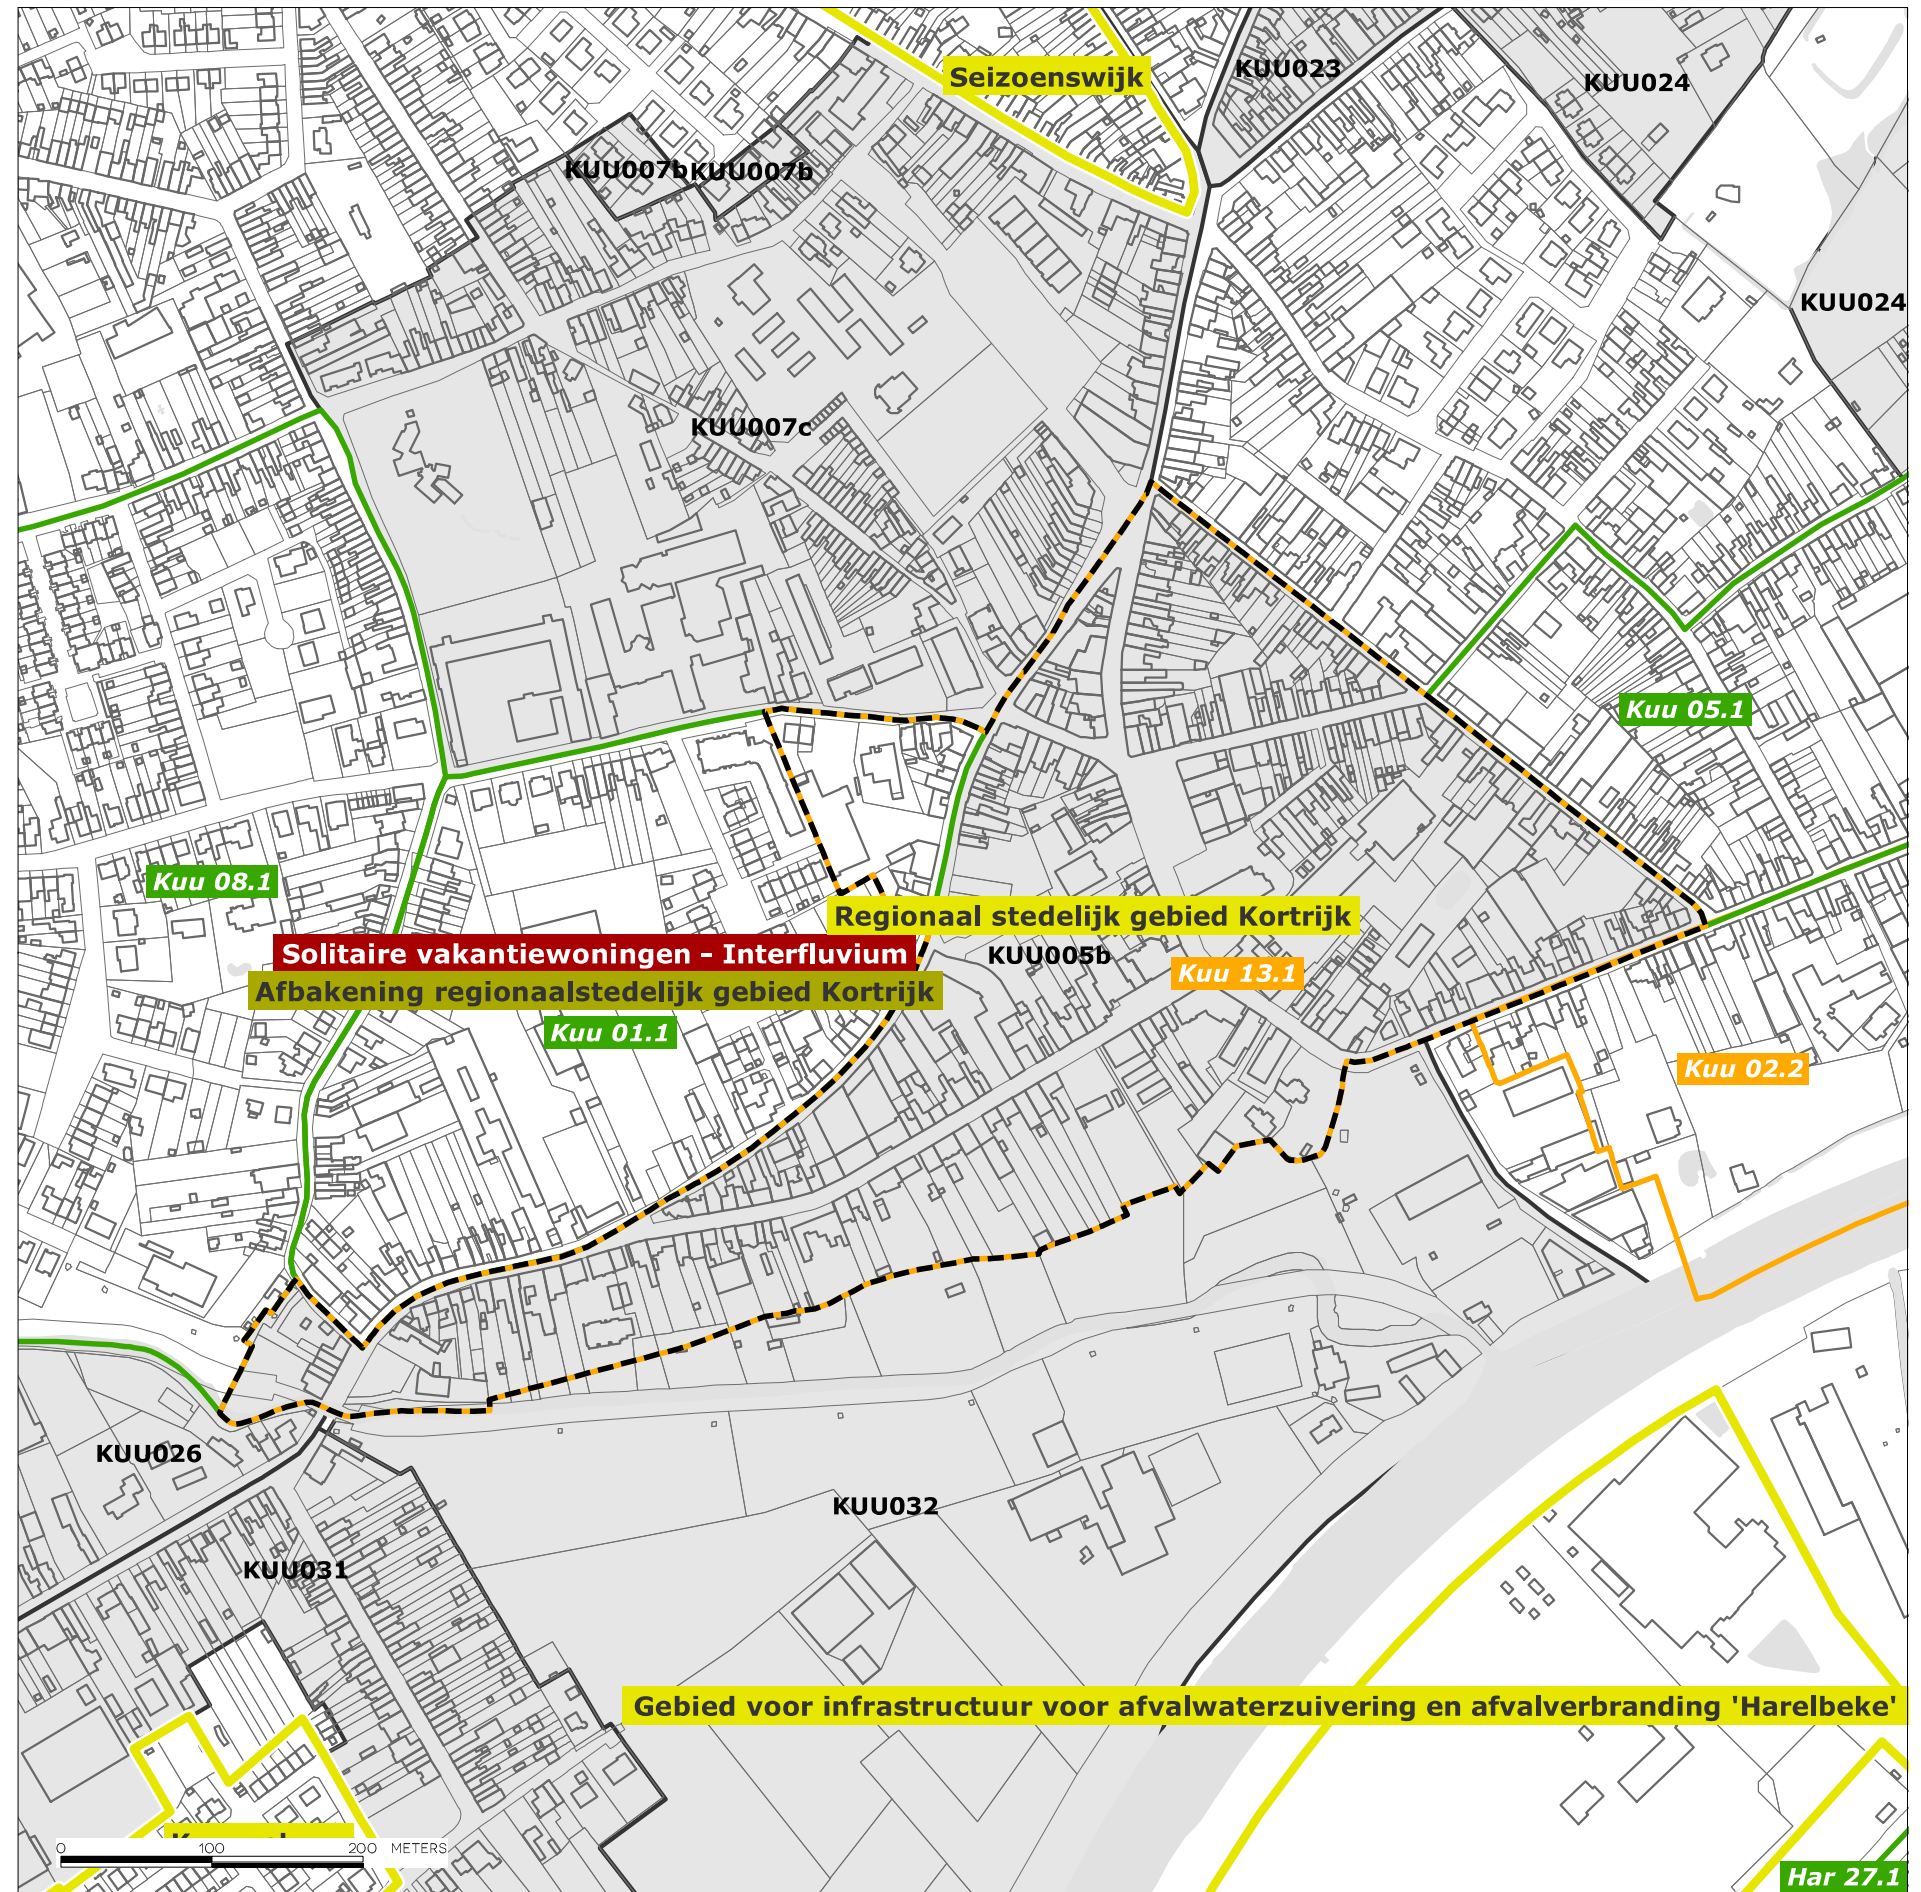 Seizoenswijk
KUU023
KUU024
KUU007b
KUU007b
KUU024
KUU007c
Kuu 05.1
Kuu 08.1
Regionaal stedelijk gebied Kortrijk
Solitaire vakantiewoningen - Interfluvium
KUU005b
Kuu 13.1
Afbakening regionaalstedelijk gebied Kortrijk
Kuu 01.1
Kuu 02.2
KUU026
KUU032
KUU031
Gebied voor infrastructuur voor afvalwaterzuivering en afvalverbranding 'Harelbeke'
0 100 200 METERS
Har 27.1